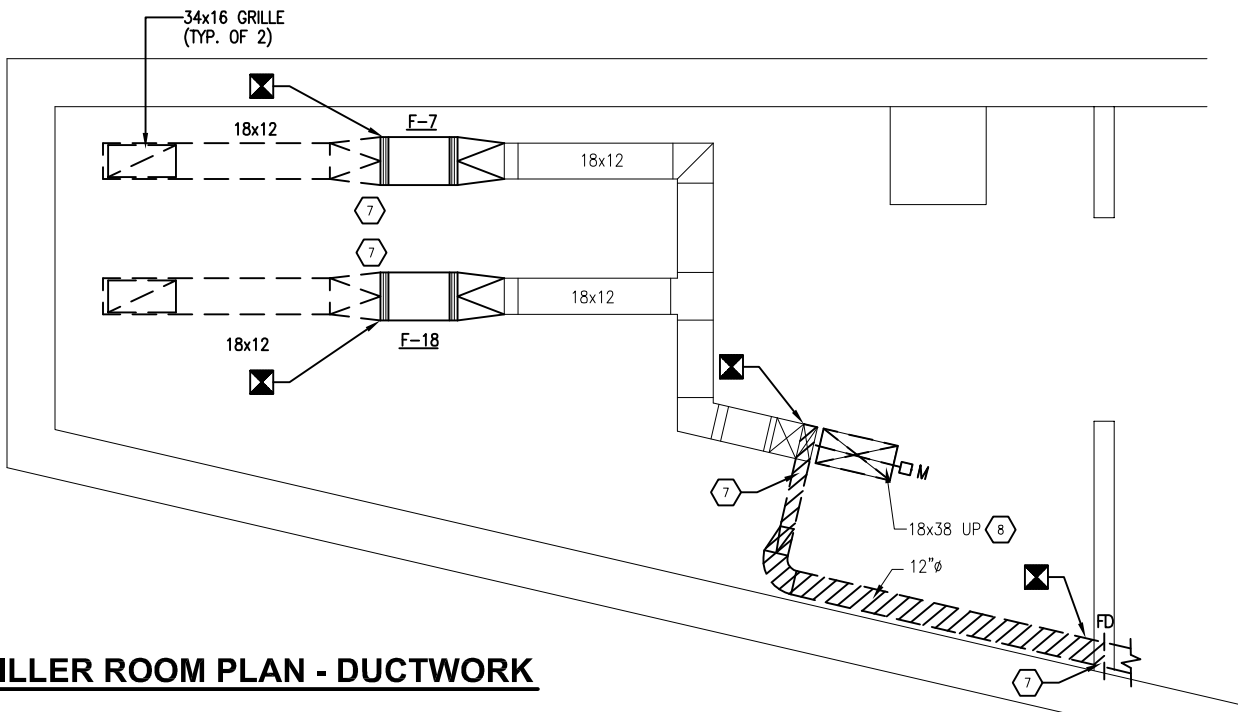 34x16 GRILLE
(TYP. OF 2)
18x12
F-7
18x12
7
7
18x12
18x12
F-18
M
7
18x38 UP 8
12"ø
FD
7
ILLER ROOM PLAN - DUCTWORK